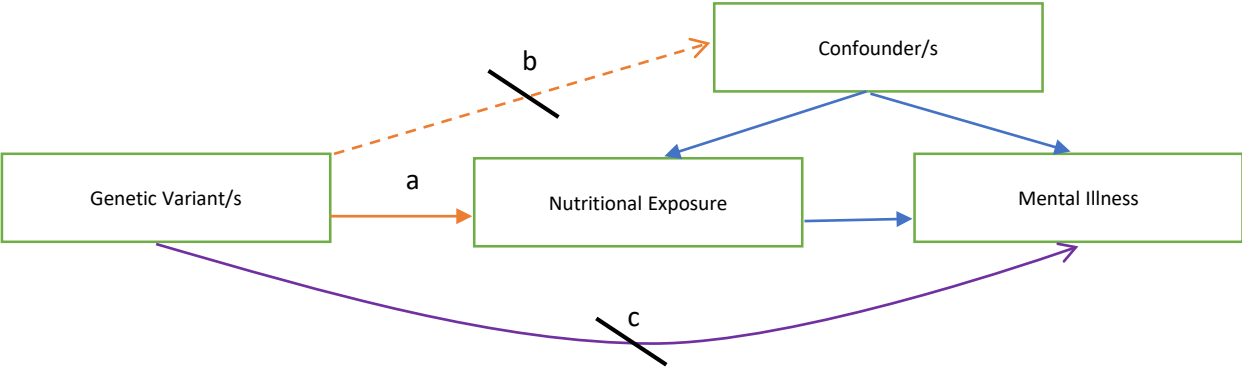 b
Confounder/s
a
Genetic Variant/s
Nutritional Exposure
Mental Illness
c